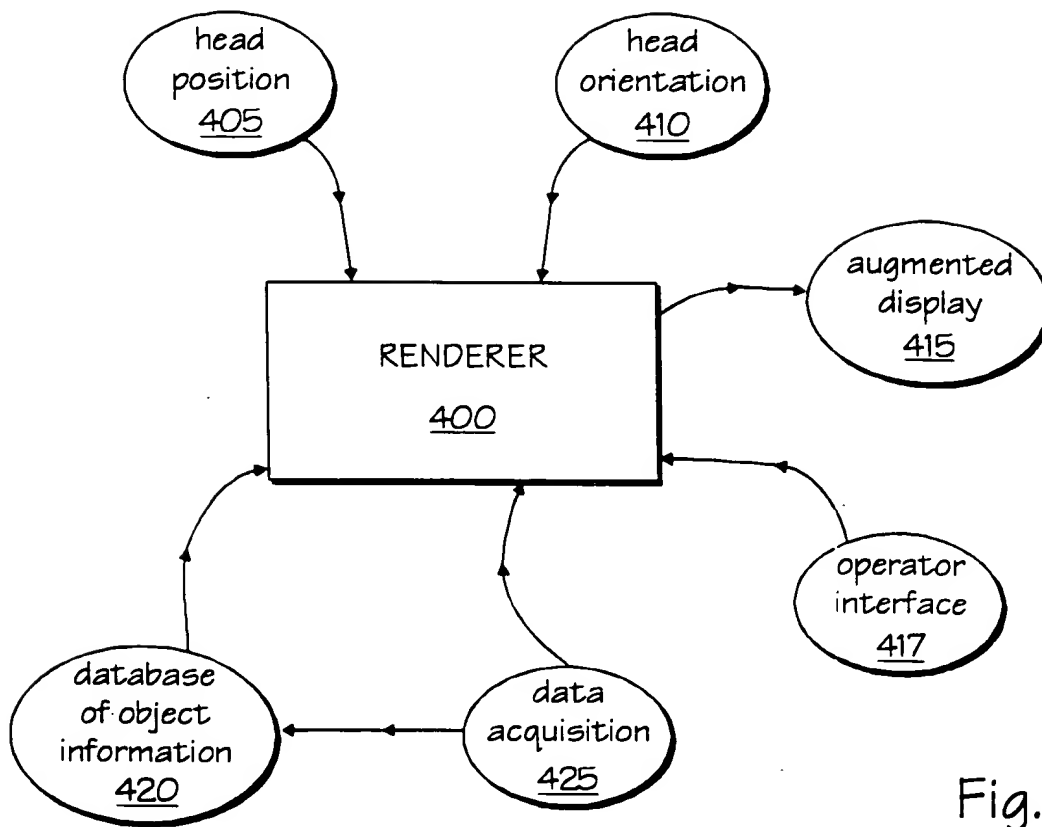 head
position
405
head
orientation
410
augmented
display
415
RENDERER
400
operator
interface
417
database
of object
information
420
data
acquisition
425
Fig.